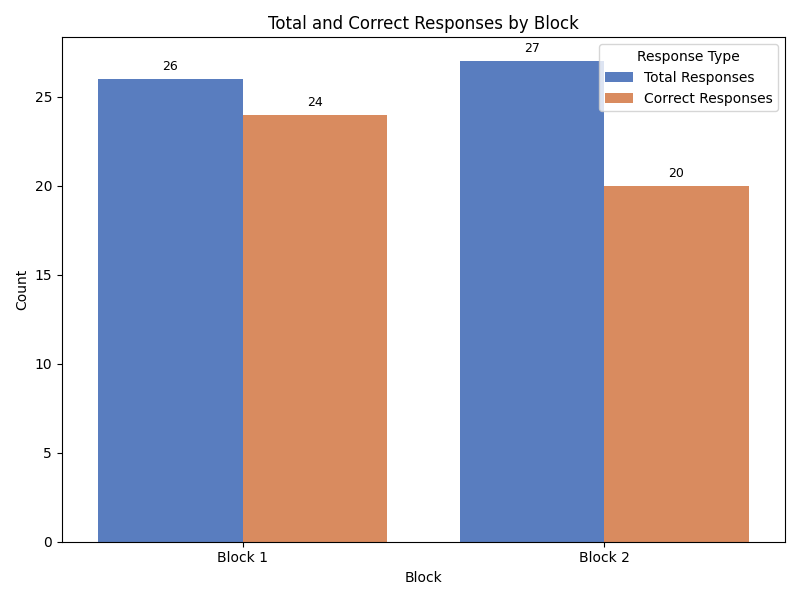 Total and Correct Responses by Block
Response Type
Total Responses
Correct Responses
26
24
27
20
Count
25
20
15
10
5
0
Block 1
Block 2
Block